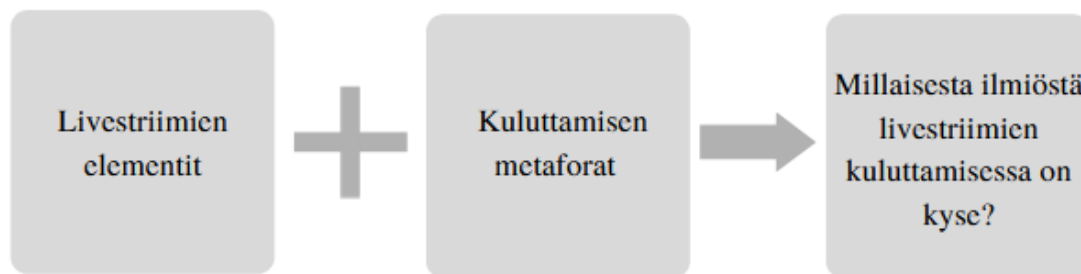 Livestriimien
elementit
Kuluttamisen
metaforat
Millaisesta ilmiöstä
livestriimien
kuluttamisessa on
kyse?